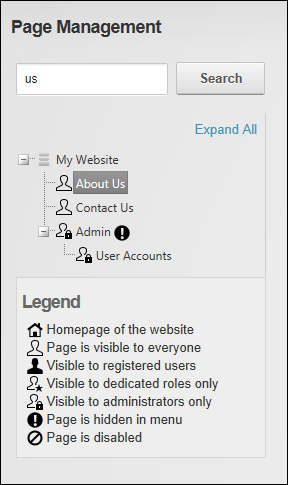 Page Management
us
Search
Expand All
My Website
About Us
Contact Us
Admin
User Accounts
Legend
Homepage of the website
Page is visible to everyone
Visible to registered users
Visible to dedicated roles only
Visible to administrators only
Page is hidden in menu
Page is disabled